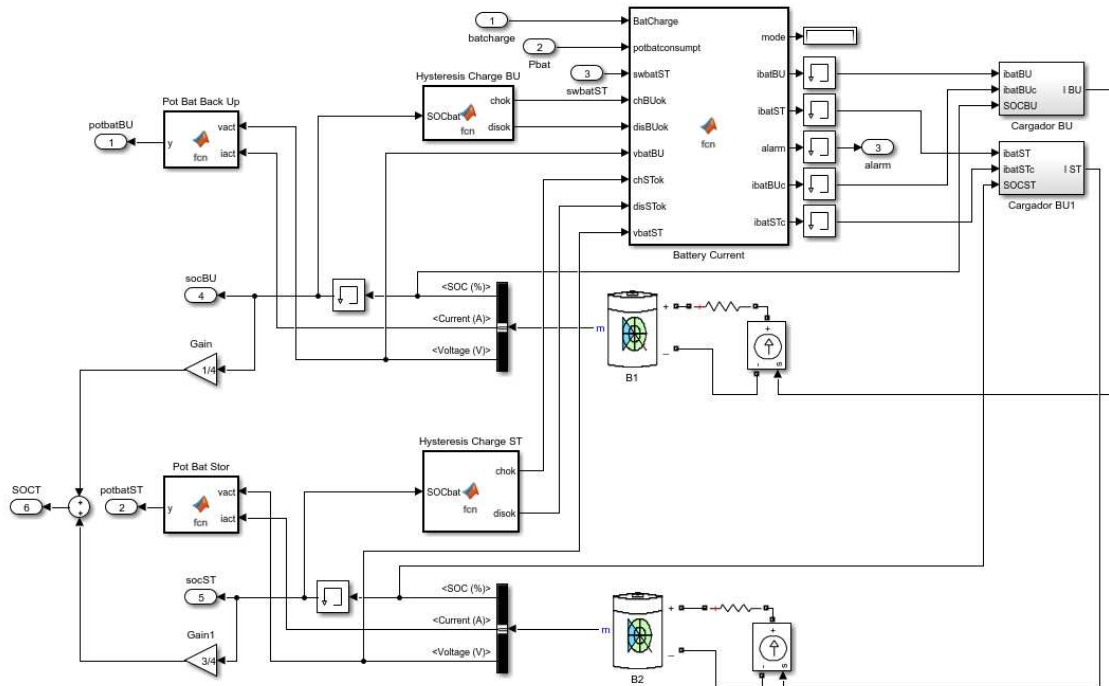 1
batcharge
2
Pbat
3
swbatST
BatCharge
potbatconsumpt
swbatST
chBUok
disBUok
vbatBU
chSTok
disSTok
vbatST
fcn
mode
ibatBU
ibatST
alarm
ibatBUc
ibatSTc
Battery Current
3
alarm
ibatBU
ibatBUc
SOCBU
I BU
Cargador BU
ibatST
ibatSTc
SOCST
I ST
Cargador BU1
Hysteresis Charge BU
SOCbat
fcn
chok
disok
Pot Bat Back Up
potbatBU
1
y
fcn
vact
iact
socBU
4
<SOC (%)>
<Current (A)>
<Voltage (V)>
m
+
_
B1
+
-
s
Gain
1/4
Hysteresis Charge ST
SOCbat
fcn
chok
disok
Pot Bat Stor
SOCT
6
+
+
potbatST
2
y
fcn
vact
iact
socST
5
<SOC (%)>
<Current (A)>
<Voltage (V)>
Gain1
3/4
m
+
_
B2
+
-
s